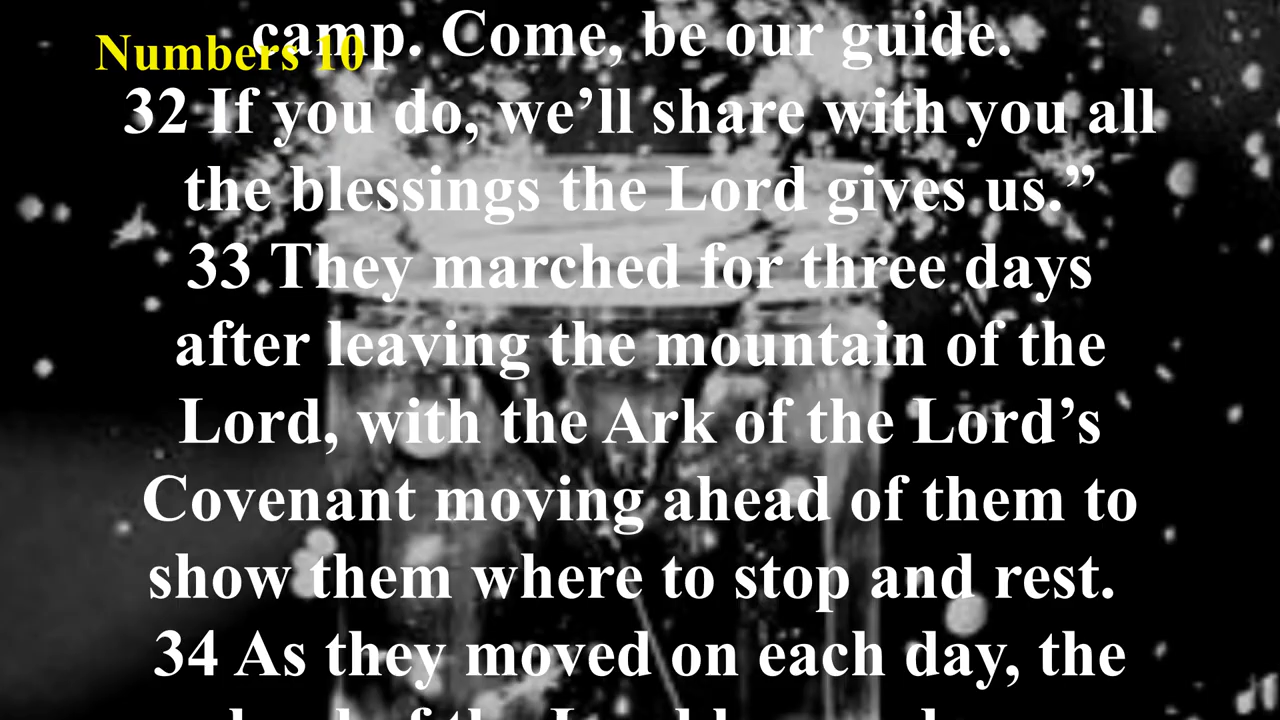 Numbers 10
camp. Come, be our guide.
32 If you do, we’ll share with you all
the blessings the Lord gives us.”
33 They marched for three days
after leaving the mountain of the
Lord, with the Ark of the Lord’s
Covenant moving ahead of them to
show them where to stop and rest.
34 As they moved on each day, the